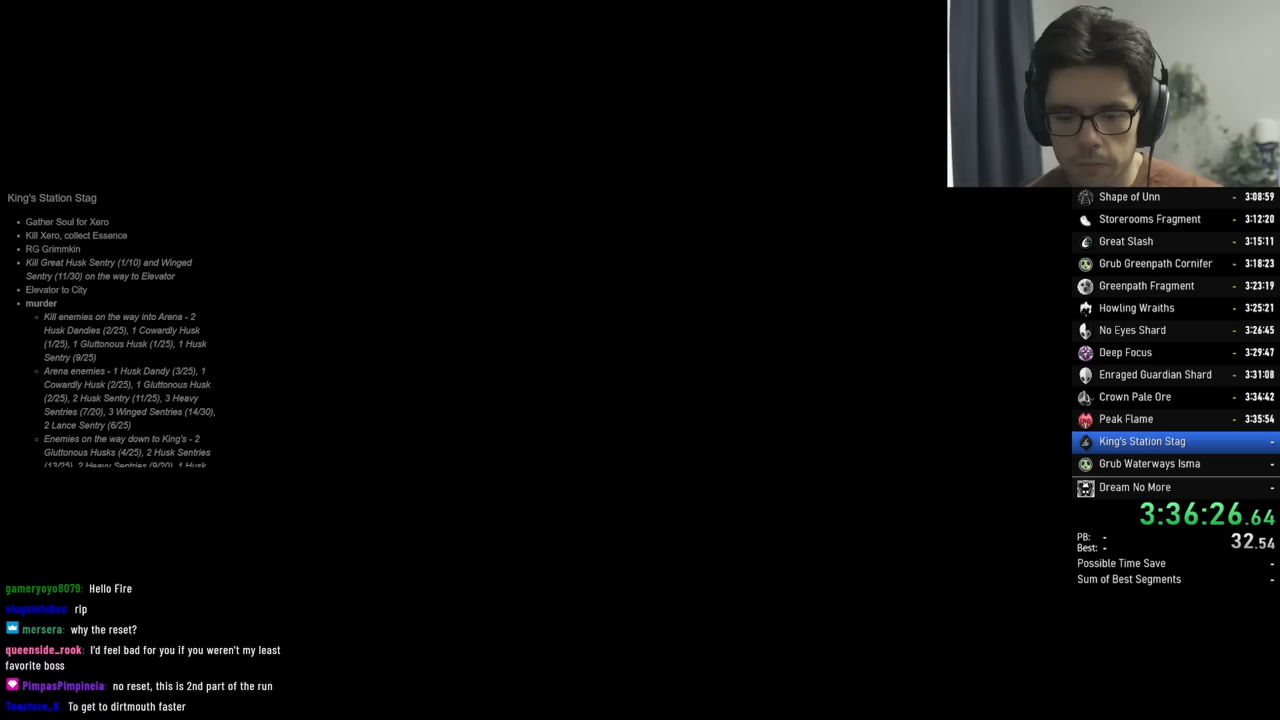 King's Station Stag
Gather Soul for Xero
Kill Xero, collect Essence
RG Grimmkin
Kill Great Husk Sentry (1/10) and Winged
Sentry (11/30) on the way to Elevator
Elevator to City
murder
Kill enemies on the way into Arena - 2
Husk Dandies (2/25), 1 Cowardly Husk
(1/25), 1 Gluttonous Husk (1/25), 1 Husk
Sentry (9/25)
Arena enemies - 1 Husk Dandy (3/25), 1
Cowardly Husk (2/25), 1 Gluttonous Husk
(2/25), 2 Husk Sentry (11/25), 3 Heavy
Sentries (7/20), 3 Winged Sentries (14/30),
2 Lance Sentry (6/25)
Enemies on the way down to King's - 2
Gluttonous Husks (4/25), 2 Husk Sentries
(13/25), 2 Heavy Sentries (9/20), 1 Husk
Shape of Unn - 3:08:59
Storerooms Fragment - 3:12:20
Great Slash - 3:15:11
Grub Greenpath Cornifer - 3:18:23
Greenpath Fragment - 3:23:19
Howling Wraiths - 3:25:21
No Eyes Shard - 3:26:45
Deep Focus - 3:29:47
Enraged Guardian Shard - 3:31:08
Crown Pale Ore - 3:34:42
Peak Flame - 3:35:54
King's Station Stag -
Grub Waterways Isma -
Dream No More -
3:36:26.64
PB: -
Best: -
32.54
Possible Time Save -
Sum of Best Segments -
gameryoyo8079: Hello Fire
rip
mersera: why the reset?
queenside_rook: I'd feel bad for you if you weren't my least
favorite boss
PimpasPimpinela: no reset, this is 2nd part of the run
To get to dirtmouth faster